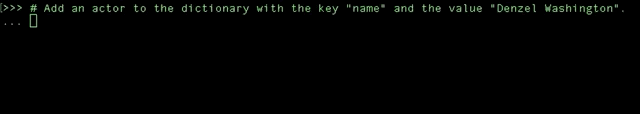 >>> # Add an actor to the dictionary with the key "name" and the value "Denzel Washington".
...